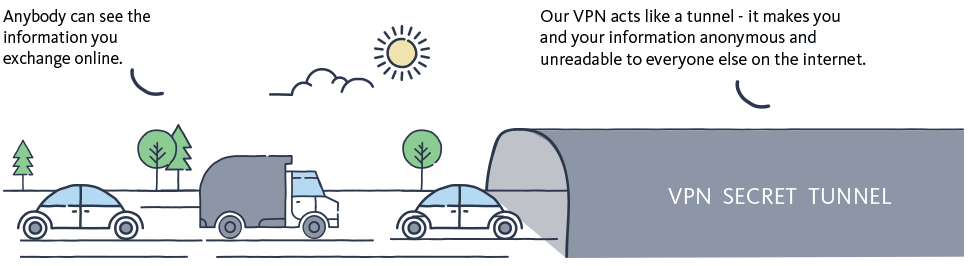 Anybody can see the
information you
exchange online.
Our VPN acts like a tunnel - it makes you
and your information anonymous and
unreadable to everyone else on the internet.
VPN SECRET TUNNEL